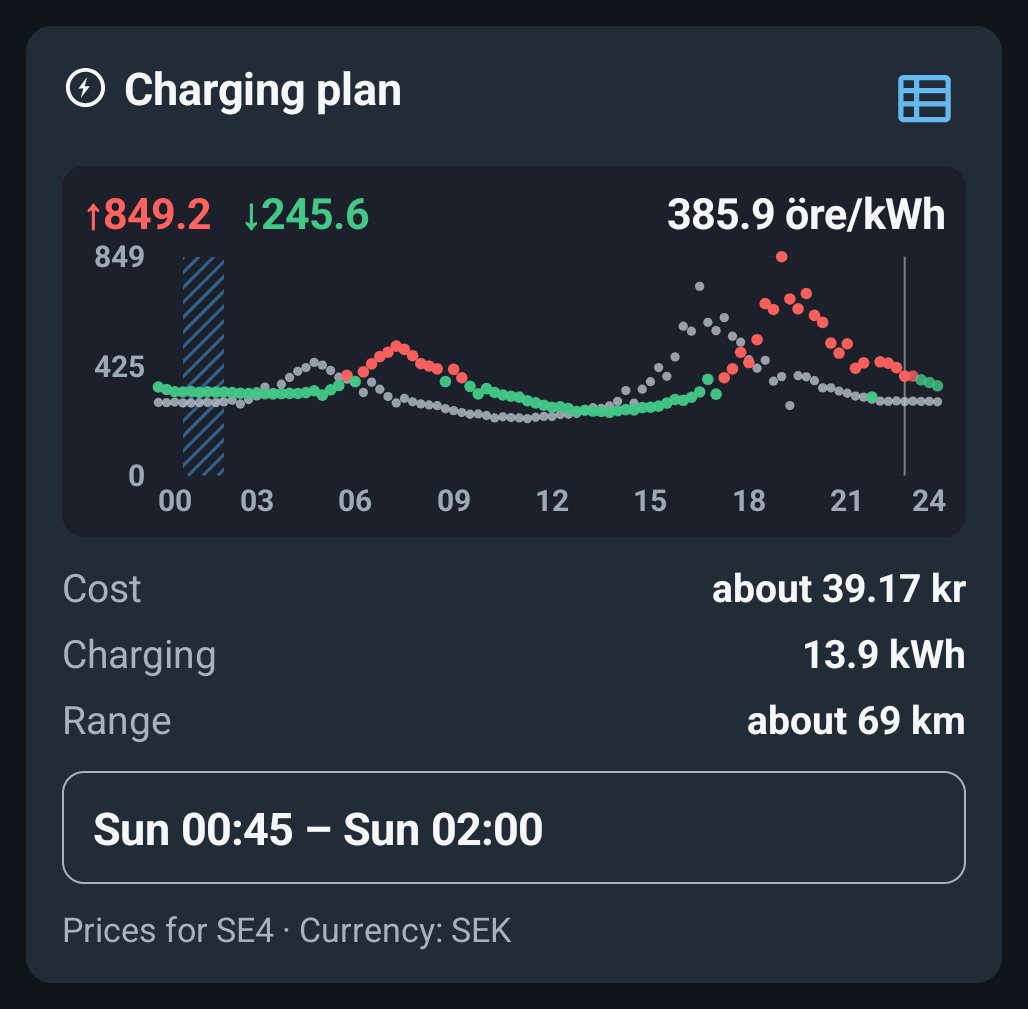 Charging plan
↑849.2 ↓245.6 385.9 öre/kWh
849
425
0
00 03 06 09 12 15 18 21 24
Cost about 39.17 kr
Charging 13.9 kWh
Range about 69 km
Sun 00:45 – Sun 02:00
Prices for SE4 · Currency: SEK